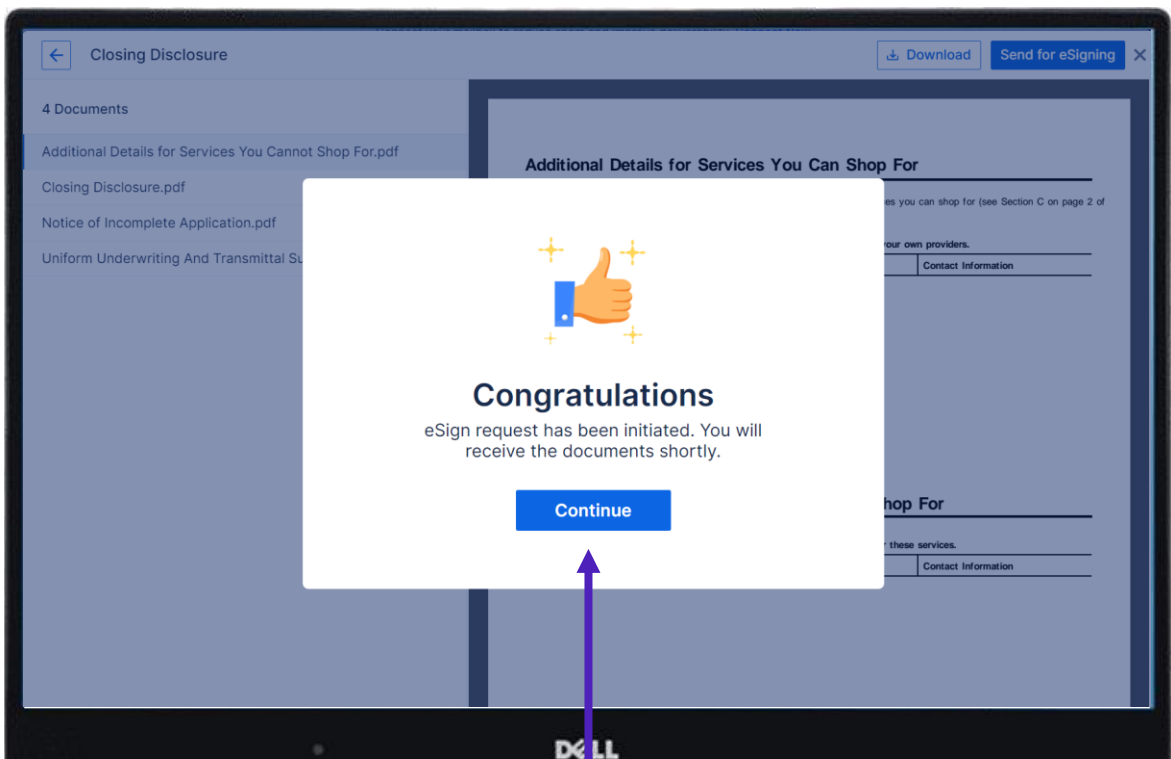 Closing Disclosure
Download
Send for eSigning
4 Documents
Additional Details for Services You Cannot Shop For.pdf
Closing Disclosure.pdf
Notice of Incomplete Application.pdf
Uniform Underwriting And Transmittal Su
Additional Details for Services You Can Shop For
es you can shop for (see Section C on page 2 of
your own providers.
Contact Information
Congratulations
eSign request has been initiated. You will
receive the documents shortly.
Continue
hop For
these services.
Contact Information
DELL